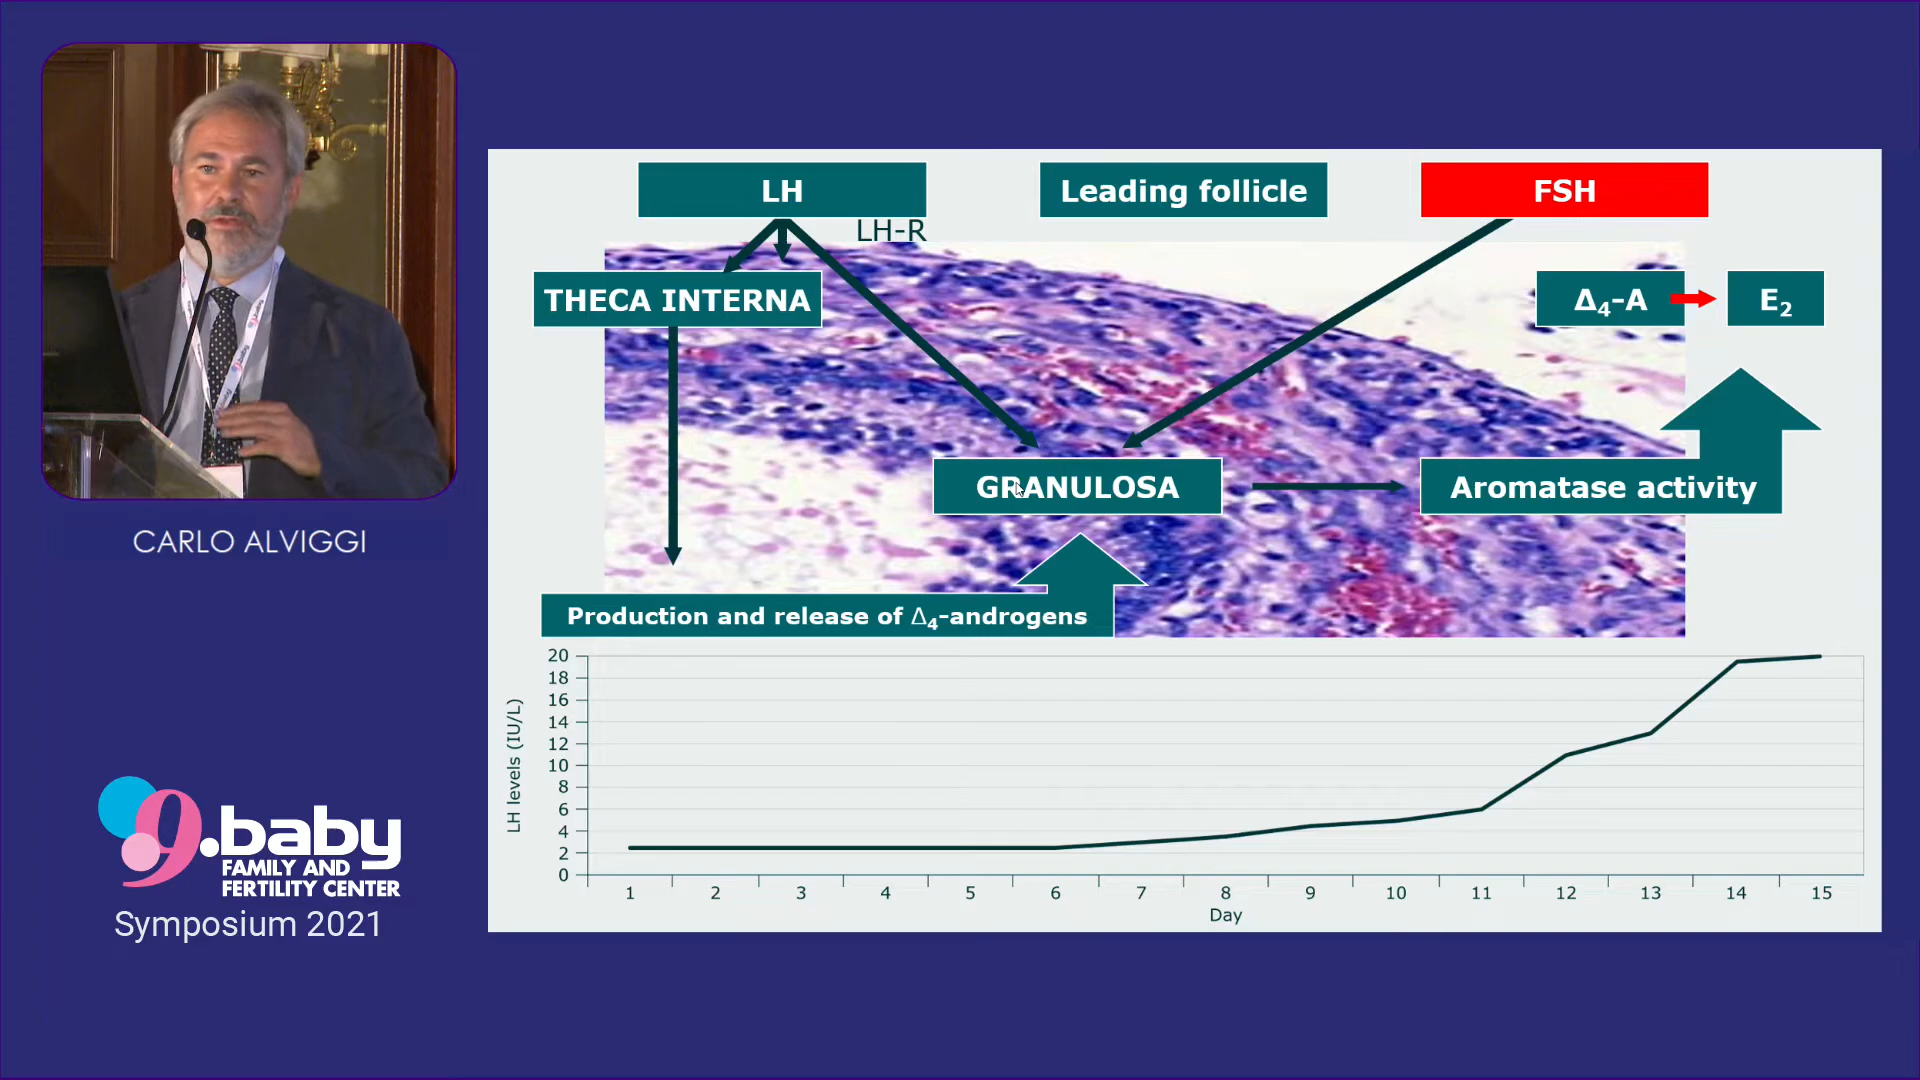 LH
Leading follicle
FSH
LH-R
THECA INTERNA
Δ₄-A
E₂
GRANULOSA
Aromatase activity
Production and release of Δ₄-androgens
CARLO ALVIGGI
9.baby
FAMILY AND
FERTILITY CENTER
Symposium 2021
LH levels (IU/L)
20
18
16
14
12
10
8
6
4
2
0
1 2 3 4 5 6 7 8 9 10 11 12 13 14 15
Day